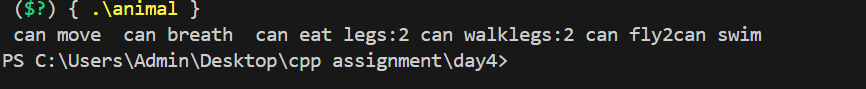 ($?) { .\animal }
 can move  can breath  can eat legs:2 can walklegs:2 can fly2can swim
PS C:\Users\Admin\Desktop\cpp assignment\day4>